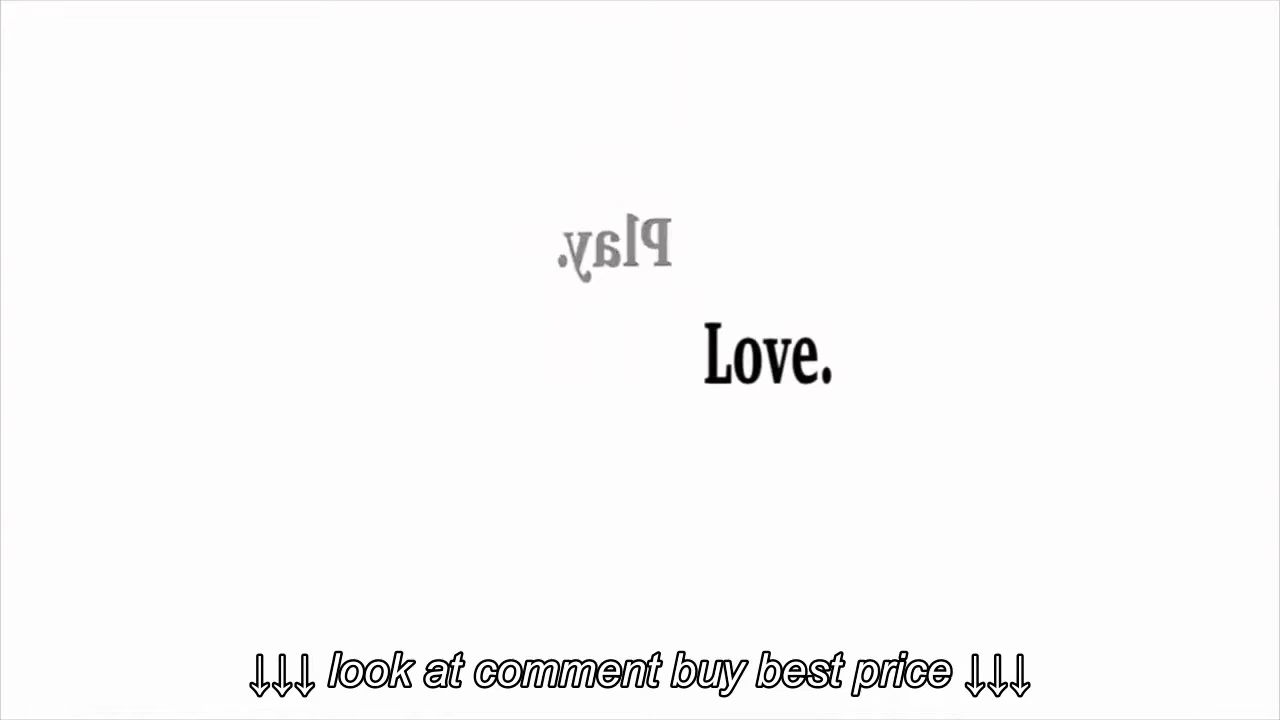 Play.
Love.
↓↓↓ look at comment buy best price ↓↓↓